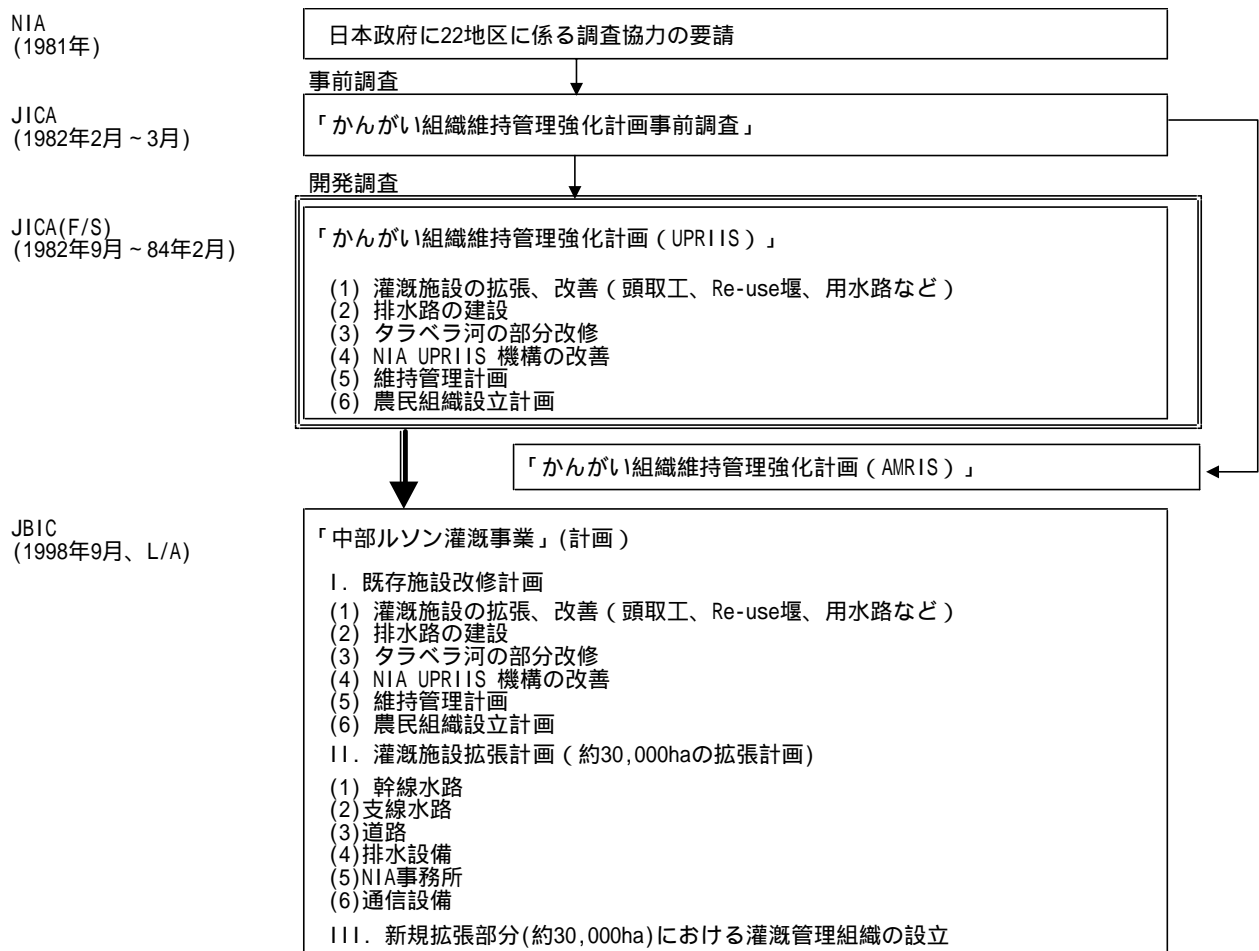 NIA
(1981年)
日本政府に22地区に係る調査協力の要請
事前調査
JICA
(1982年2月~3月)
「かんがい組織維持管理強化計画事前調査」
開発調査
JICA(F/S)
(1982年9月~84年2月)
「かんがい組織維持管理強化計画(UPRIIS)」
(1) 灌漑施設の拡張、改善(頭取工、Re-use堰、用水路など)
(2) 排水路の建設
(3) タラベラ河の部分改修
(4) NIA UPRIIS 機構の改善
(5) 維持管理計画
(6) 農民組織設立計画
「かんがい組織維持管理強化計画(AMRIS)」
JBIC
(1998年9月、L/A)
「中部ルソン灌漑事業」(計画)
I. 既存施設改修計画
(1) 灌漑施設の拡張、改善(頭取工、Re-use堰、用水路など)
(2) 排水路の建設
(3) タラベラ河の部分改修
(4) NIA UPRIIS 機構の改善
(5) 維持管理計画
(6) 農民組織設立計画
II. 灌漑施設拡張計画(約30,000haの拡張計画)
(1) 幹線水路
(2)支線水路
(3)道路
(4)排水設備
(5)NIA事務所
(6)通信設備
III. 新規拡張部分(約30,000ha)における灌漑管理組織の設立